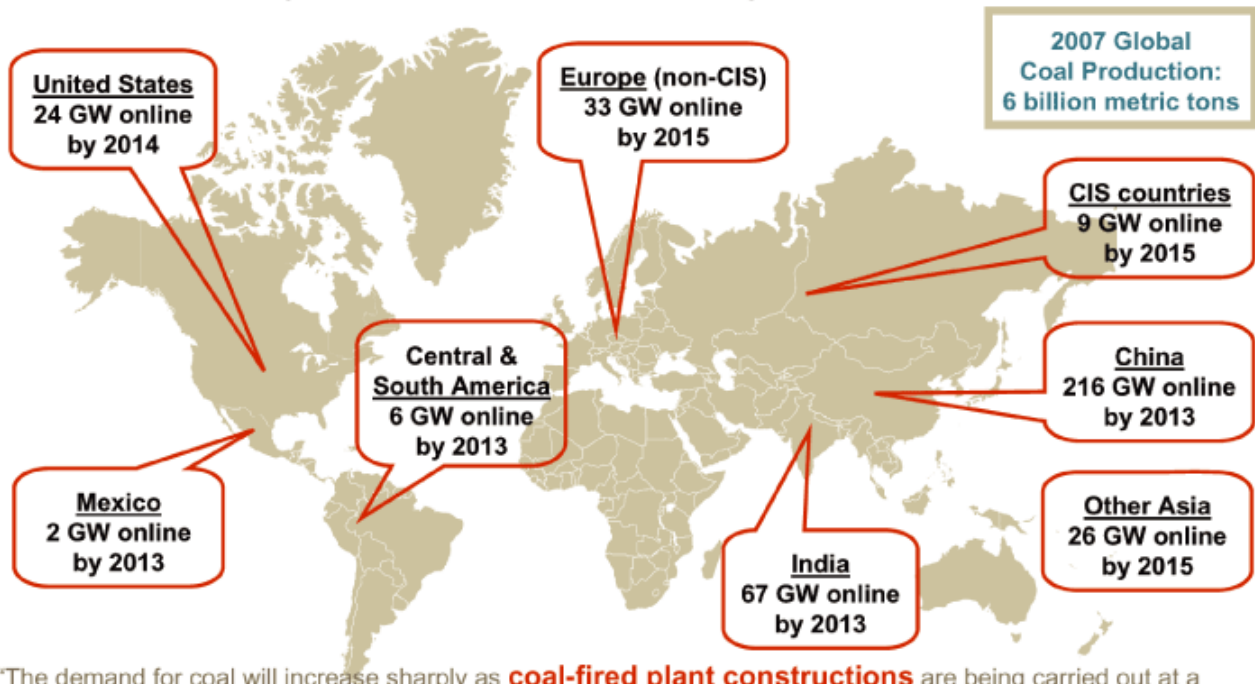 2007 Global
Coal Production:
6 billion metric tons
United States
24 GW online
by 2014
Europe (non-CIS)
33 GW online
by 2015
CIS countries
9 GW online
by 2015
Central &
South America
6 GW online
by 2013
China
216 GW online
by 2013
Mexico
2 GW online
by 2013
India
67 GW online
by 2013
Other Asia
26 GW online
by 2015
"The demand for coal will increase sharply as coal-fired plant constructions are being carried out at a